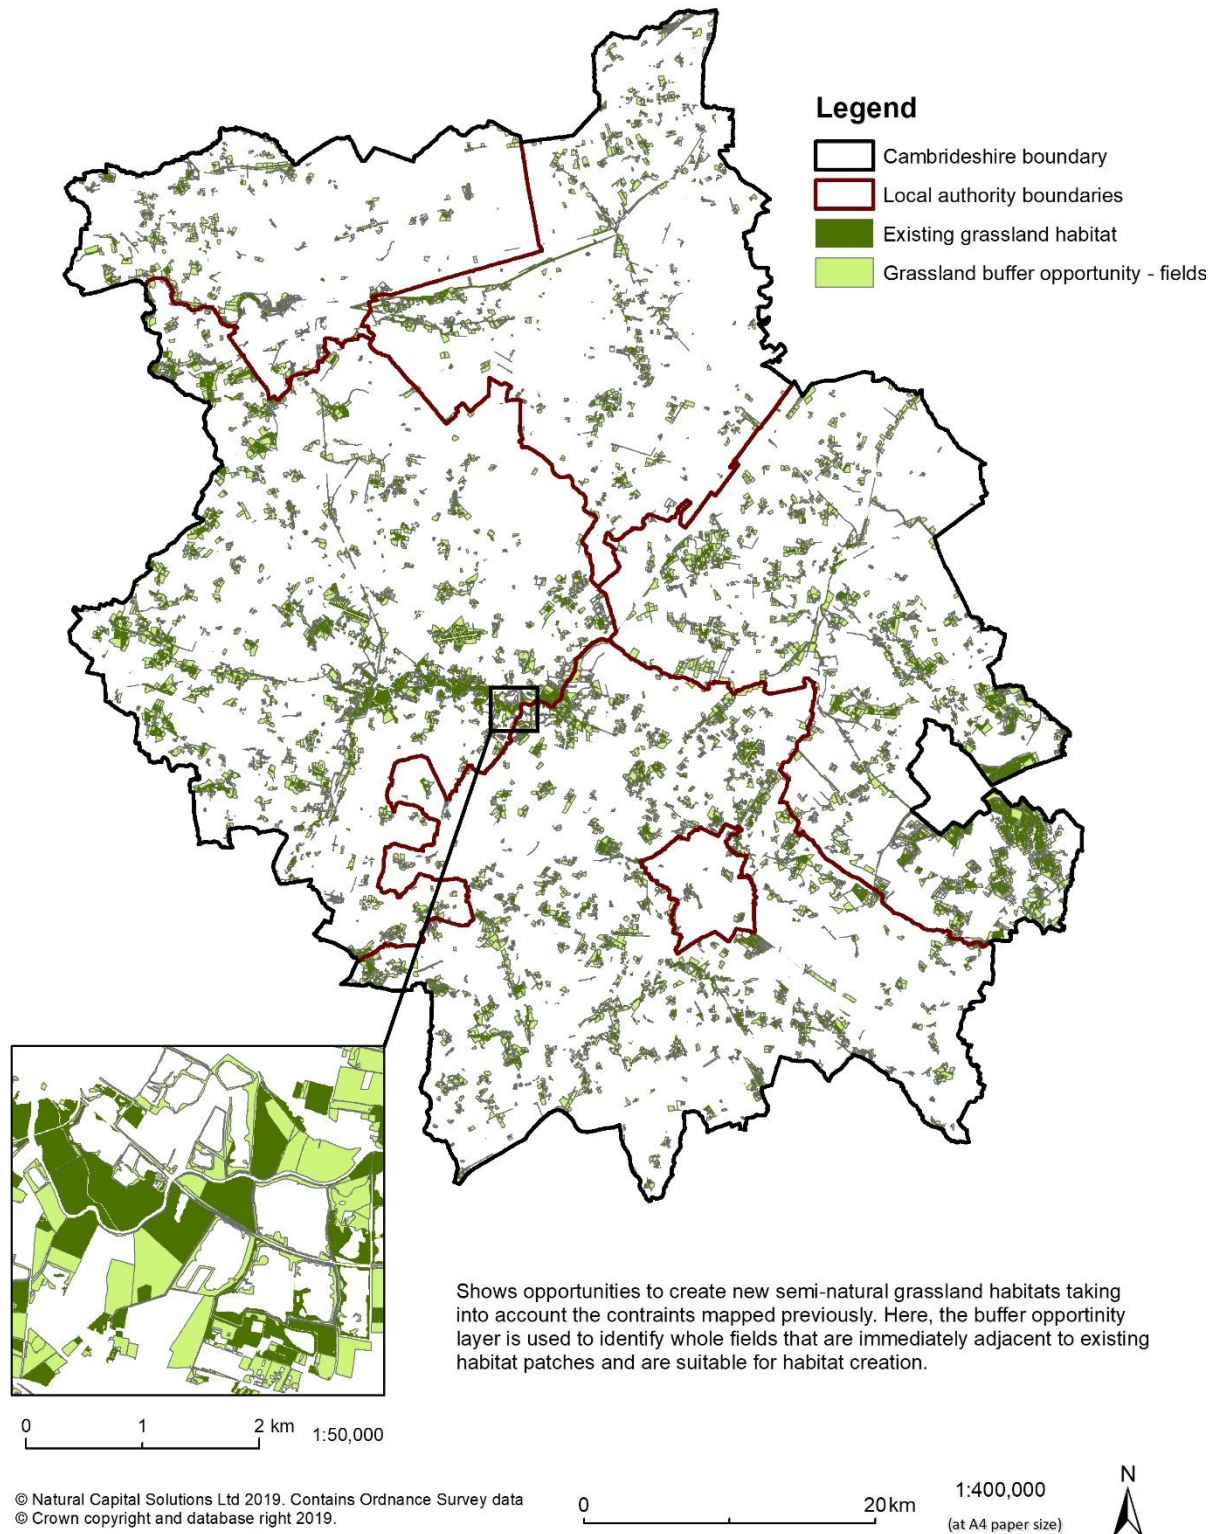 Legend
Cambrideshire boundary
Local authority boundaries
Existing grassland habitat
Grassland buffer opportunity - fields
Shows opportunities to create new semi-natural grassland habitats taking
into account the contraints mapped previously. Here, the buffer opportinity
layer is used to identify whole fields that are immediately adjacent to existing
habitat patches and are suitable for habitat creation.
0 1 2 km 1:50,000
© Natural Capital Solutions Ltd 2019. Contains Ordnance Survey data
© Crown copyright and database right 2019.
0 20 km
1:400,000
(at A4 paper size)
N